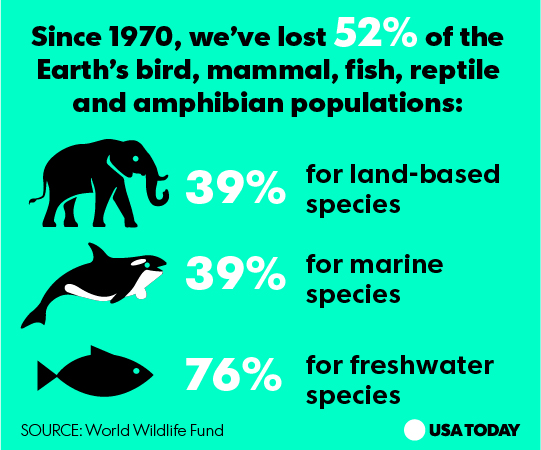 Since 1970, we've lost 52% of the
Earth's bird, mammal, fish, reptile
and amphibian populations:
39% for land-based
species
39% for marine
species
76% for freshwater
species
SOURCE: World Wildlife Fund
USA TODAY